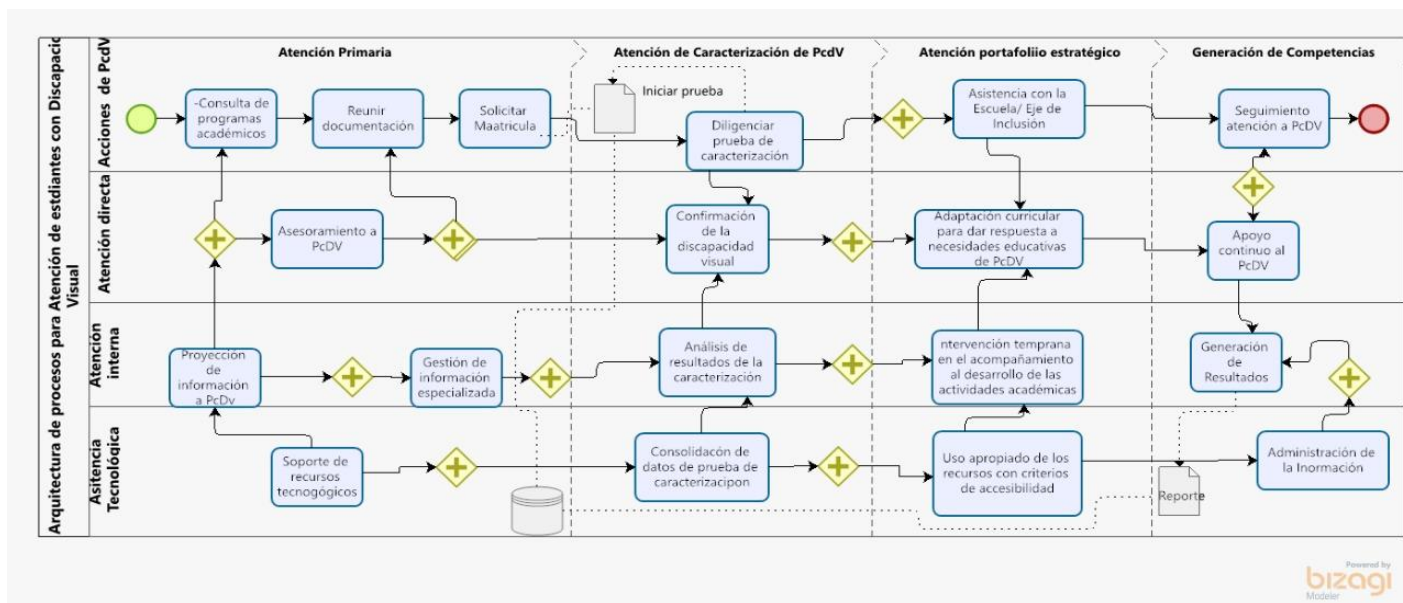 Arquitectura de procesos para Atención de estdiantes con Discapacid
Visual
Atención Primaria
Atención de Caracterización de PcdV
Atención portafoliio estratégico
Generación de Competencias
Acciones de PcdV
-Consulta de
programas
académicos
Reunir
documentación
Solicitar
Maatricula
Iniciar prueba
Diligenciar
prueba de
caracterización
Asistencia con la
Escuela/ Eje de
Inclusión
Seguimiento
atención a PcDV
Atención directa
Asesoramiento a
PcDV
Confirmación
de la
discapacidad
visual
Adaptación curricular
para dar respuesta a
necesidades educativas
de PcDV
Apoyo
continuo al
PcDV
Atención
interna
Proyección
de
información
a PcDv
Gestión de
información
especializada
Análisis de
resultados de la
caracterización
ntervención temprana
en el acompañamiento
al desarrollo de las
actividades académicas
Generación
de
Resultados
Asitencia
Tecnológica
Soporte de
recursos
tecnogógicos
Consolidacón de
datos de prueba de
caracterizacipon
Uso apropiado de los
recursos con criterios
de accesibilidad
Reporte
Administración de
la Inormación
Powered by
bizagi
Modeler